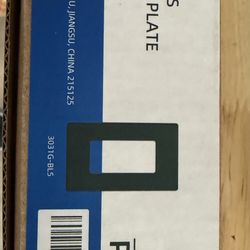 S
PLATE
U, JIANGSU, CHINA 215125
3031G-BLS